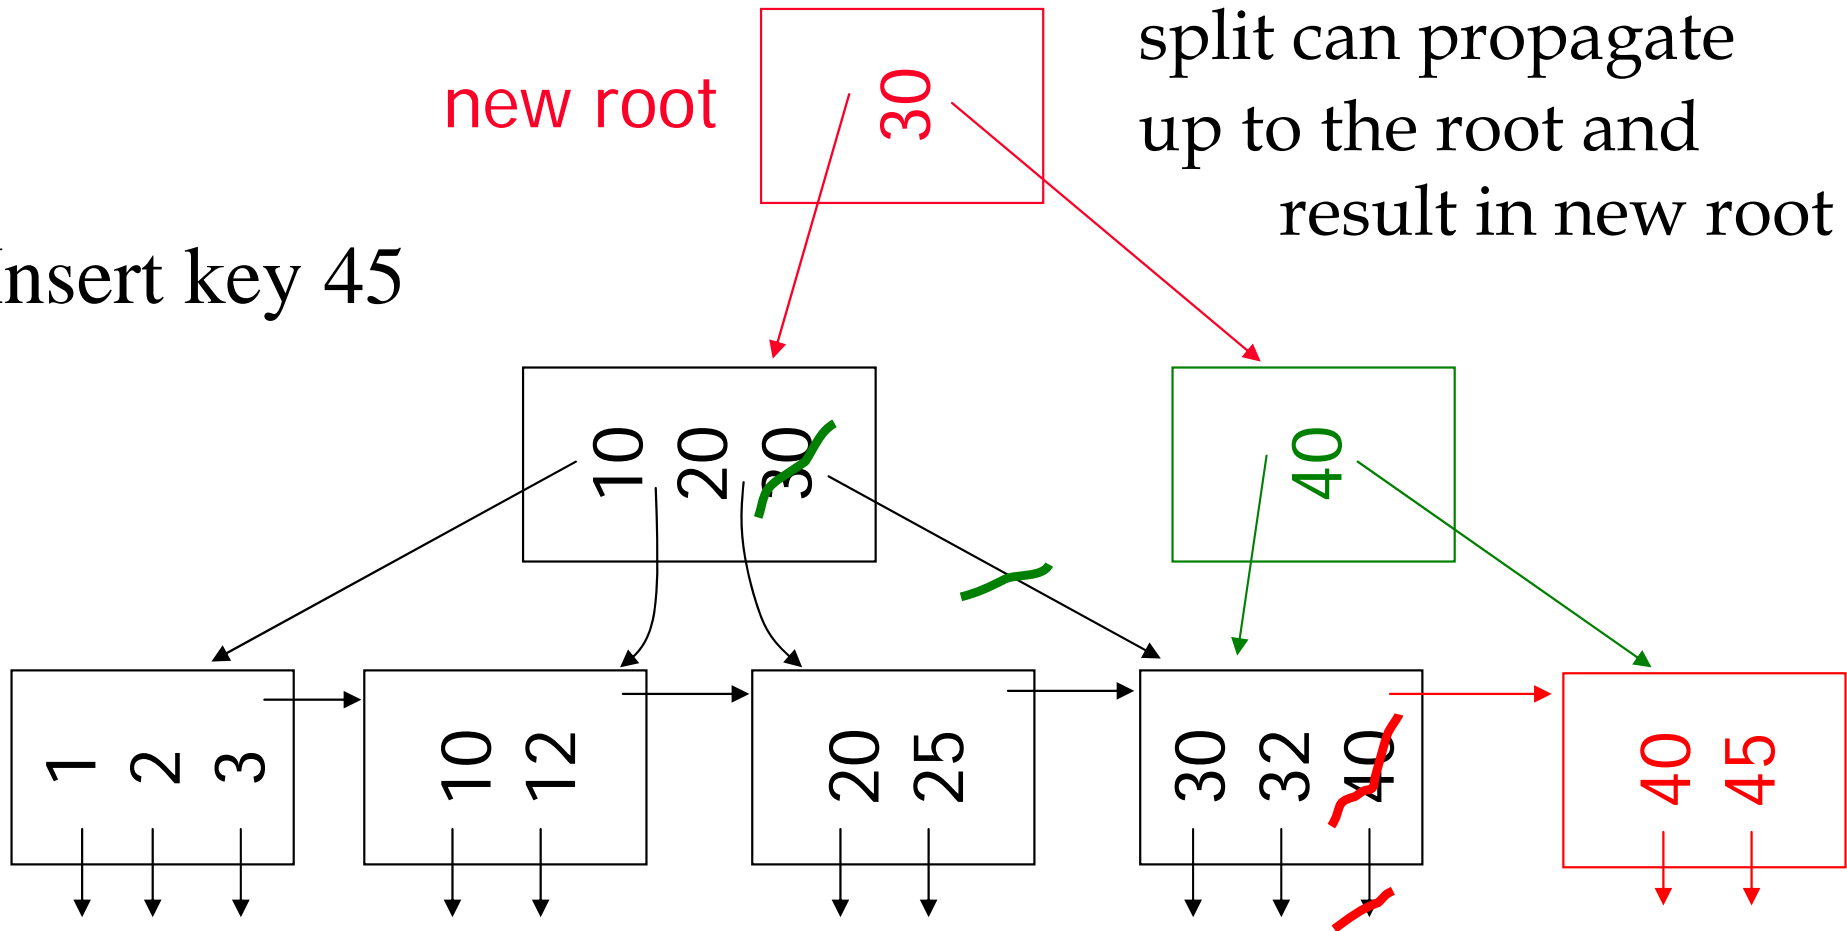 split can propagate
new root
30
up to the root and
result in new root
nsert key 45
10 20 30
40
1 2 3
10 12
20 25
30 32 40
40 45